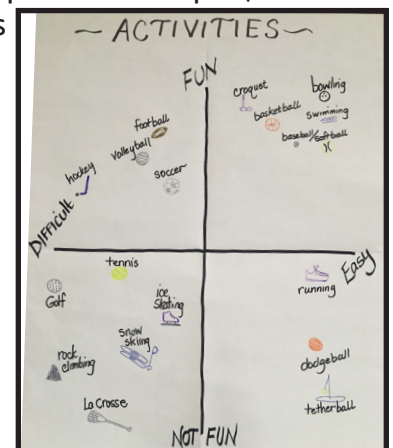 s
~ ACTIVITIES ~
FUN
croquet
bowling
basketball
swimming
baseball/softball
football
volleyball
soccer
hockey
DIFFICULT
Easy
tennis
Golf
ice
skating
snow
skiing
rock
climbing
LaCrosse
running
dodgeball
tetherball
NOT FUN